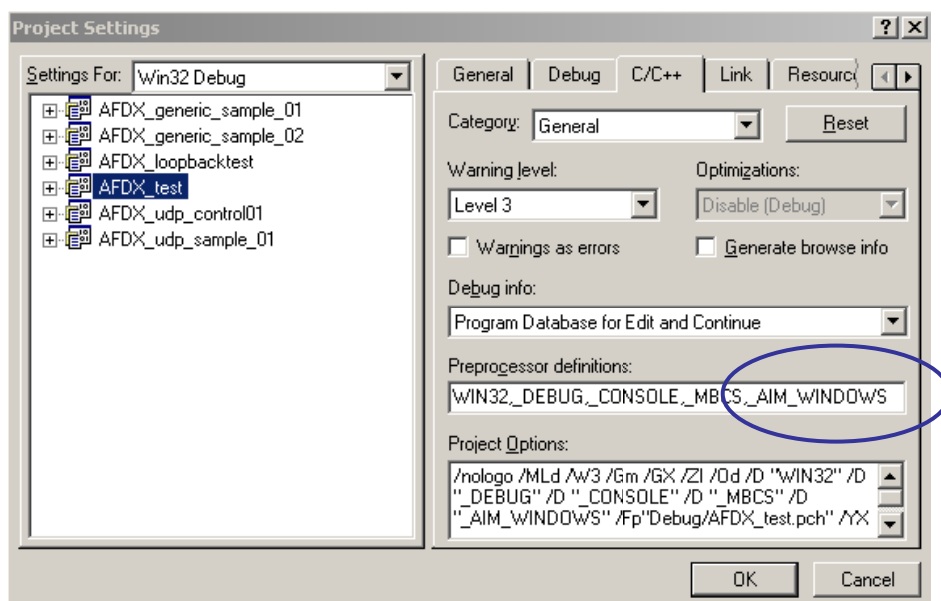 Project Settings
Settings For: Win32 Debug
AFDX_generic_sample_01
AFDX_generic_sample_02
AFDX_loopbacktest
AFDX_test
AFDX_udp_control01
AFDX_udp_sample_01
General Debug C/C++ Link Resourc
Category: General Reset
Warning level: Optimizations:
Level 3 Disable (Debug)
Warnings as errors Generate browse info
Debug info:
Program Database for Edit and Continue
Preprocessor definitions:
WIN32,_DEBUG,_CONSOLE,_MBCS,_AIM_WINDOWS
Project Options:
/nologo /MLd /W3 /Gm /GX /ZI /Od /D "WIN32" /D
"_DEBUG" /D "_CONSOLE" /D "_MBCS" /D
"_AIM_WINDOWS" /Fp"Debug/AFDX_test.pch" /YX
OK Cancel